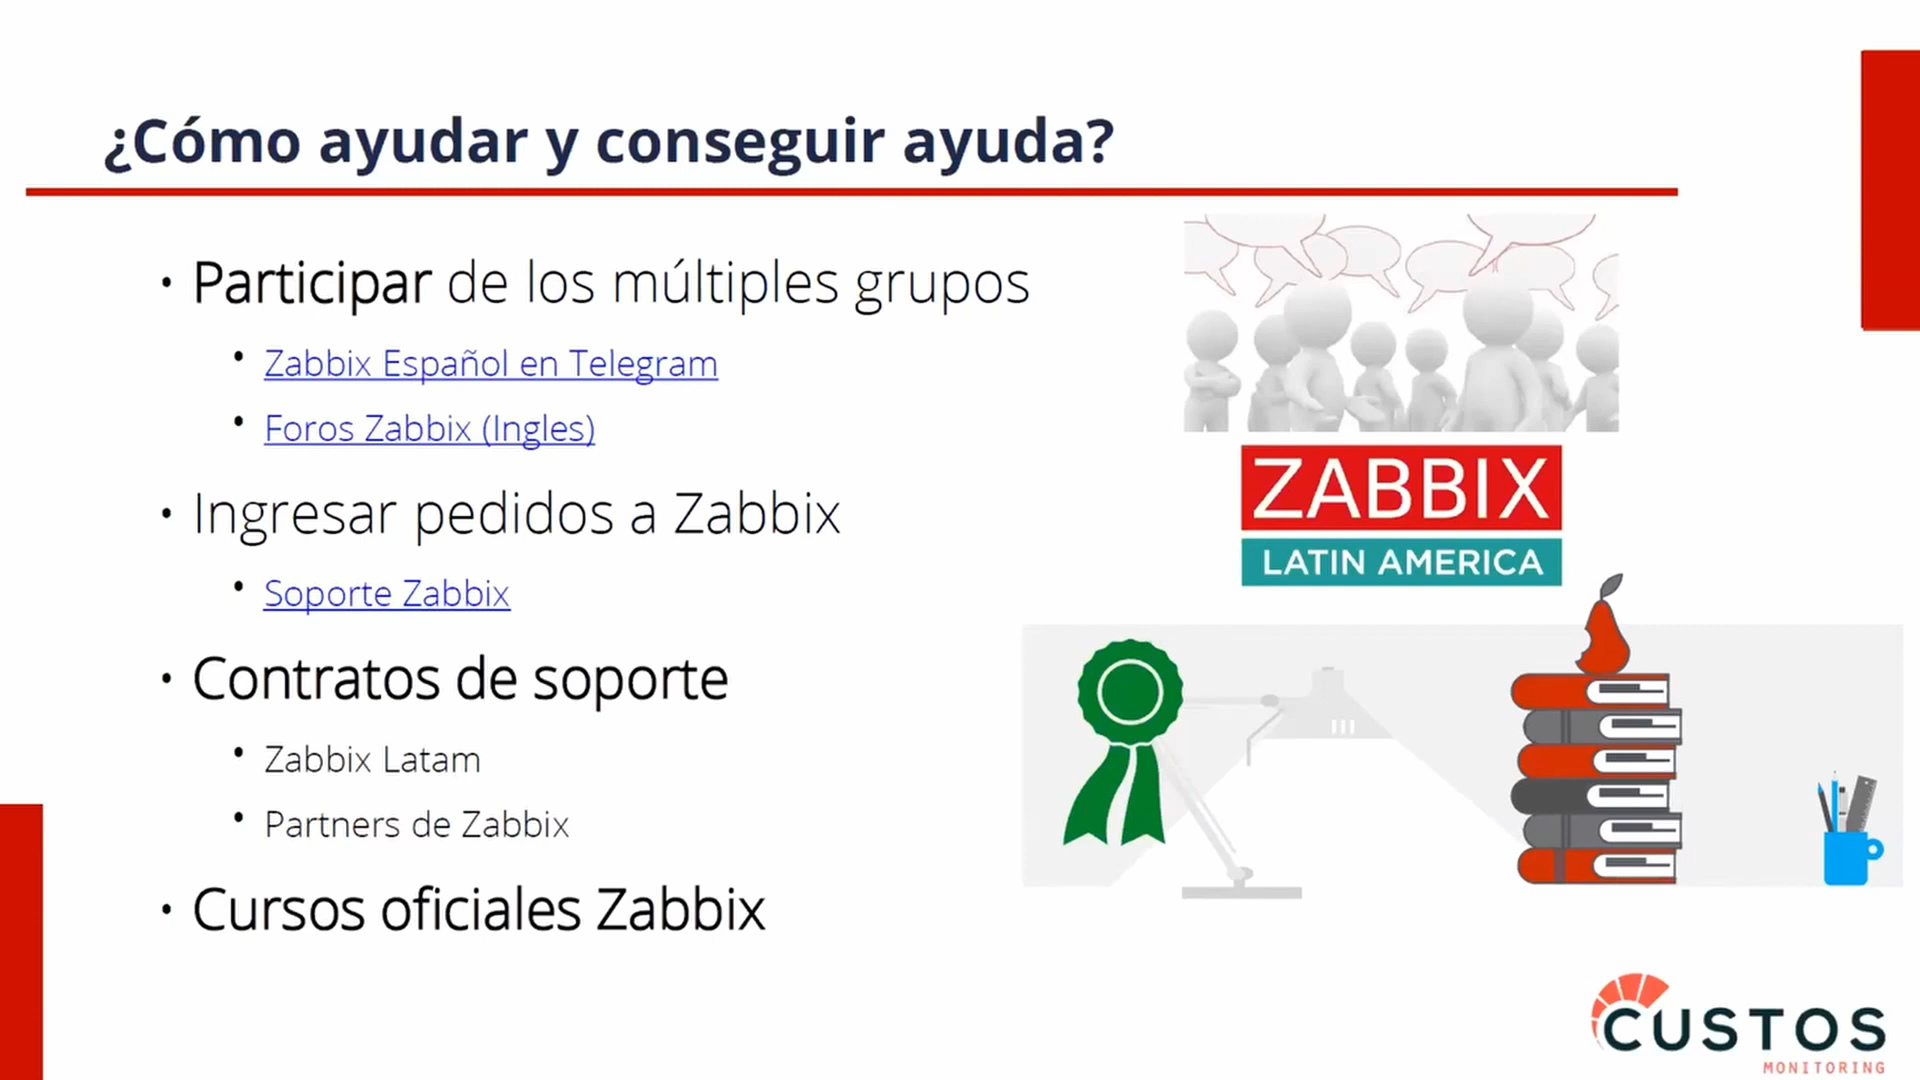 ¿Cómo ayudar y conseguir ayuda?
• Participar de los múltiples grupos
• Zabbix Español en Telegram
• Foros Zabbix (Ingles)
• Ingresar pedidos a Zabbix
• Soporte Zabbix
• Contratos de soporte
• Zabbix Latam
• Partners de Zabbix
• Cursos oficiales Zabbix
ZABBIX
LATIN AMERICA
CUSTOS
MONITORING